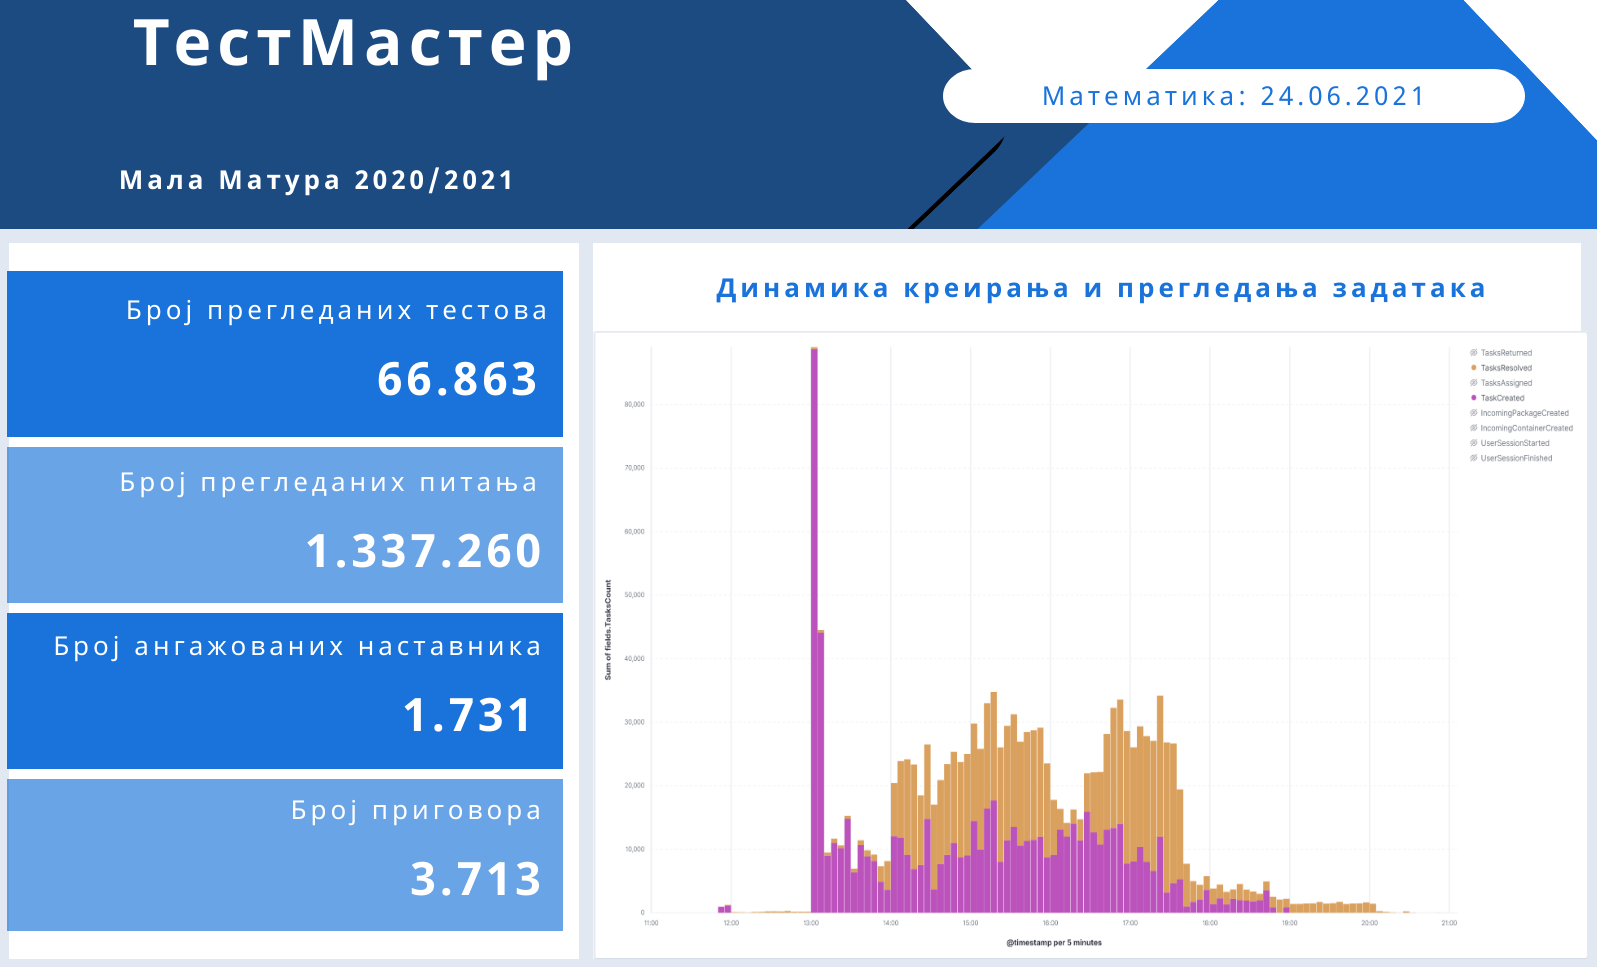 ТестМастер
Мала Матура 2020/2021
Математика: 24.06.2021
Број прегледаних тестова
66.863
Број прегледаних питања
1.337.260
Број ангажованих наставника
1.731
Број приговора
3.713
Динамика креирања и прегледања задатака
TasksReturned
TasksResolved
TasksAssigned
TaskCreated
IncomingPackageCreated
IncomingContainerCreated
UserSessionStarted
UserSessionFinished
Sum of fields.TasksCount
80,000
70,000
60,000
50,000
40,000
30,000
20,000
10,000
0
11:00 12:00 13:00 14:00 15:00 16:00 17:00 18:00 19:00 20:00 21:00
@timestamp per 5 minutes